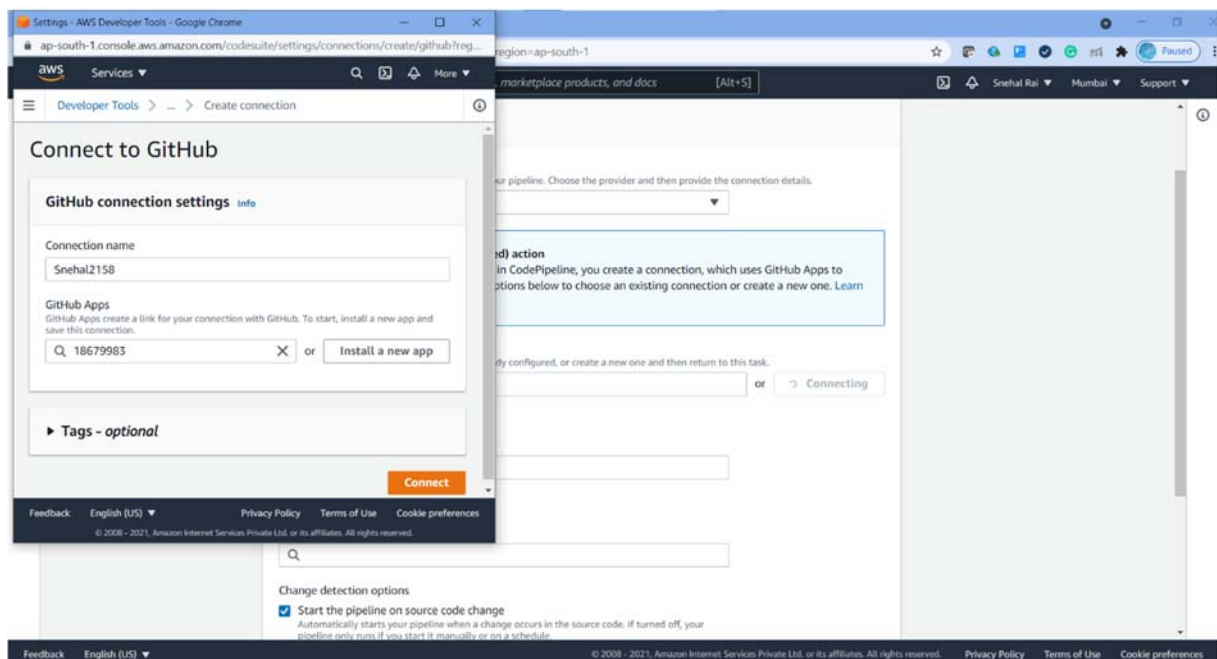 Settings - AWS Developer Tools - Google Chrome
ap-south-1.console.aws.amazon.com/codesuite/settings/connections/create/github?reg...
aws Services More
Developer Tools > ... > Create connection
Connect to GitHub
GitHub connection settings Info
Connection name
Snehal2158
GitHub Apps
GitHub Apps create a link for your connection with GitHub. To start, install a new app and
save this connection.
18679983 or Install a new app
Tags - optional
Connect
Feedback English (US) Privacy Policy Terms of Use Cookie preferences
© 2008 - 2021, Amazon Internet Services Private Ltd. or its affiliates. All rights reserved.
region=ap-south-1
Paused
, marketplace products, and docs [Alt+S]
Snehal Rai Mumbai Support
ur pipeline. Choose the provider and then provide the connection details.
ed) action
in CodePipeline, you create a connection, which uses GitHub Apps to
ptions below to choose an existing connection or create a new one. Learn
dy configured, or create a new one and then return to this task.
or Connecting
Change detection options
Start the pipeline on source code change
Automatically starts your pipeline when a change occurs in the source code. If turned off, your
pipeline only runs if you start it manually or on a schedule.
Feedback English (US) © 2008 - 2021, Amazon Internet Services Private Ltd. or its affiliates. All rights reserved. Privacy Policy Terms of Use Cookie preferences